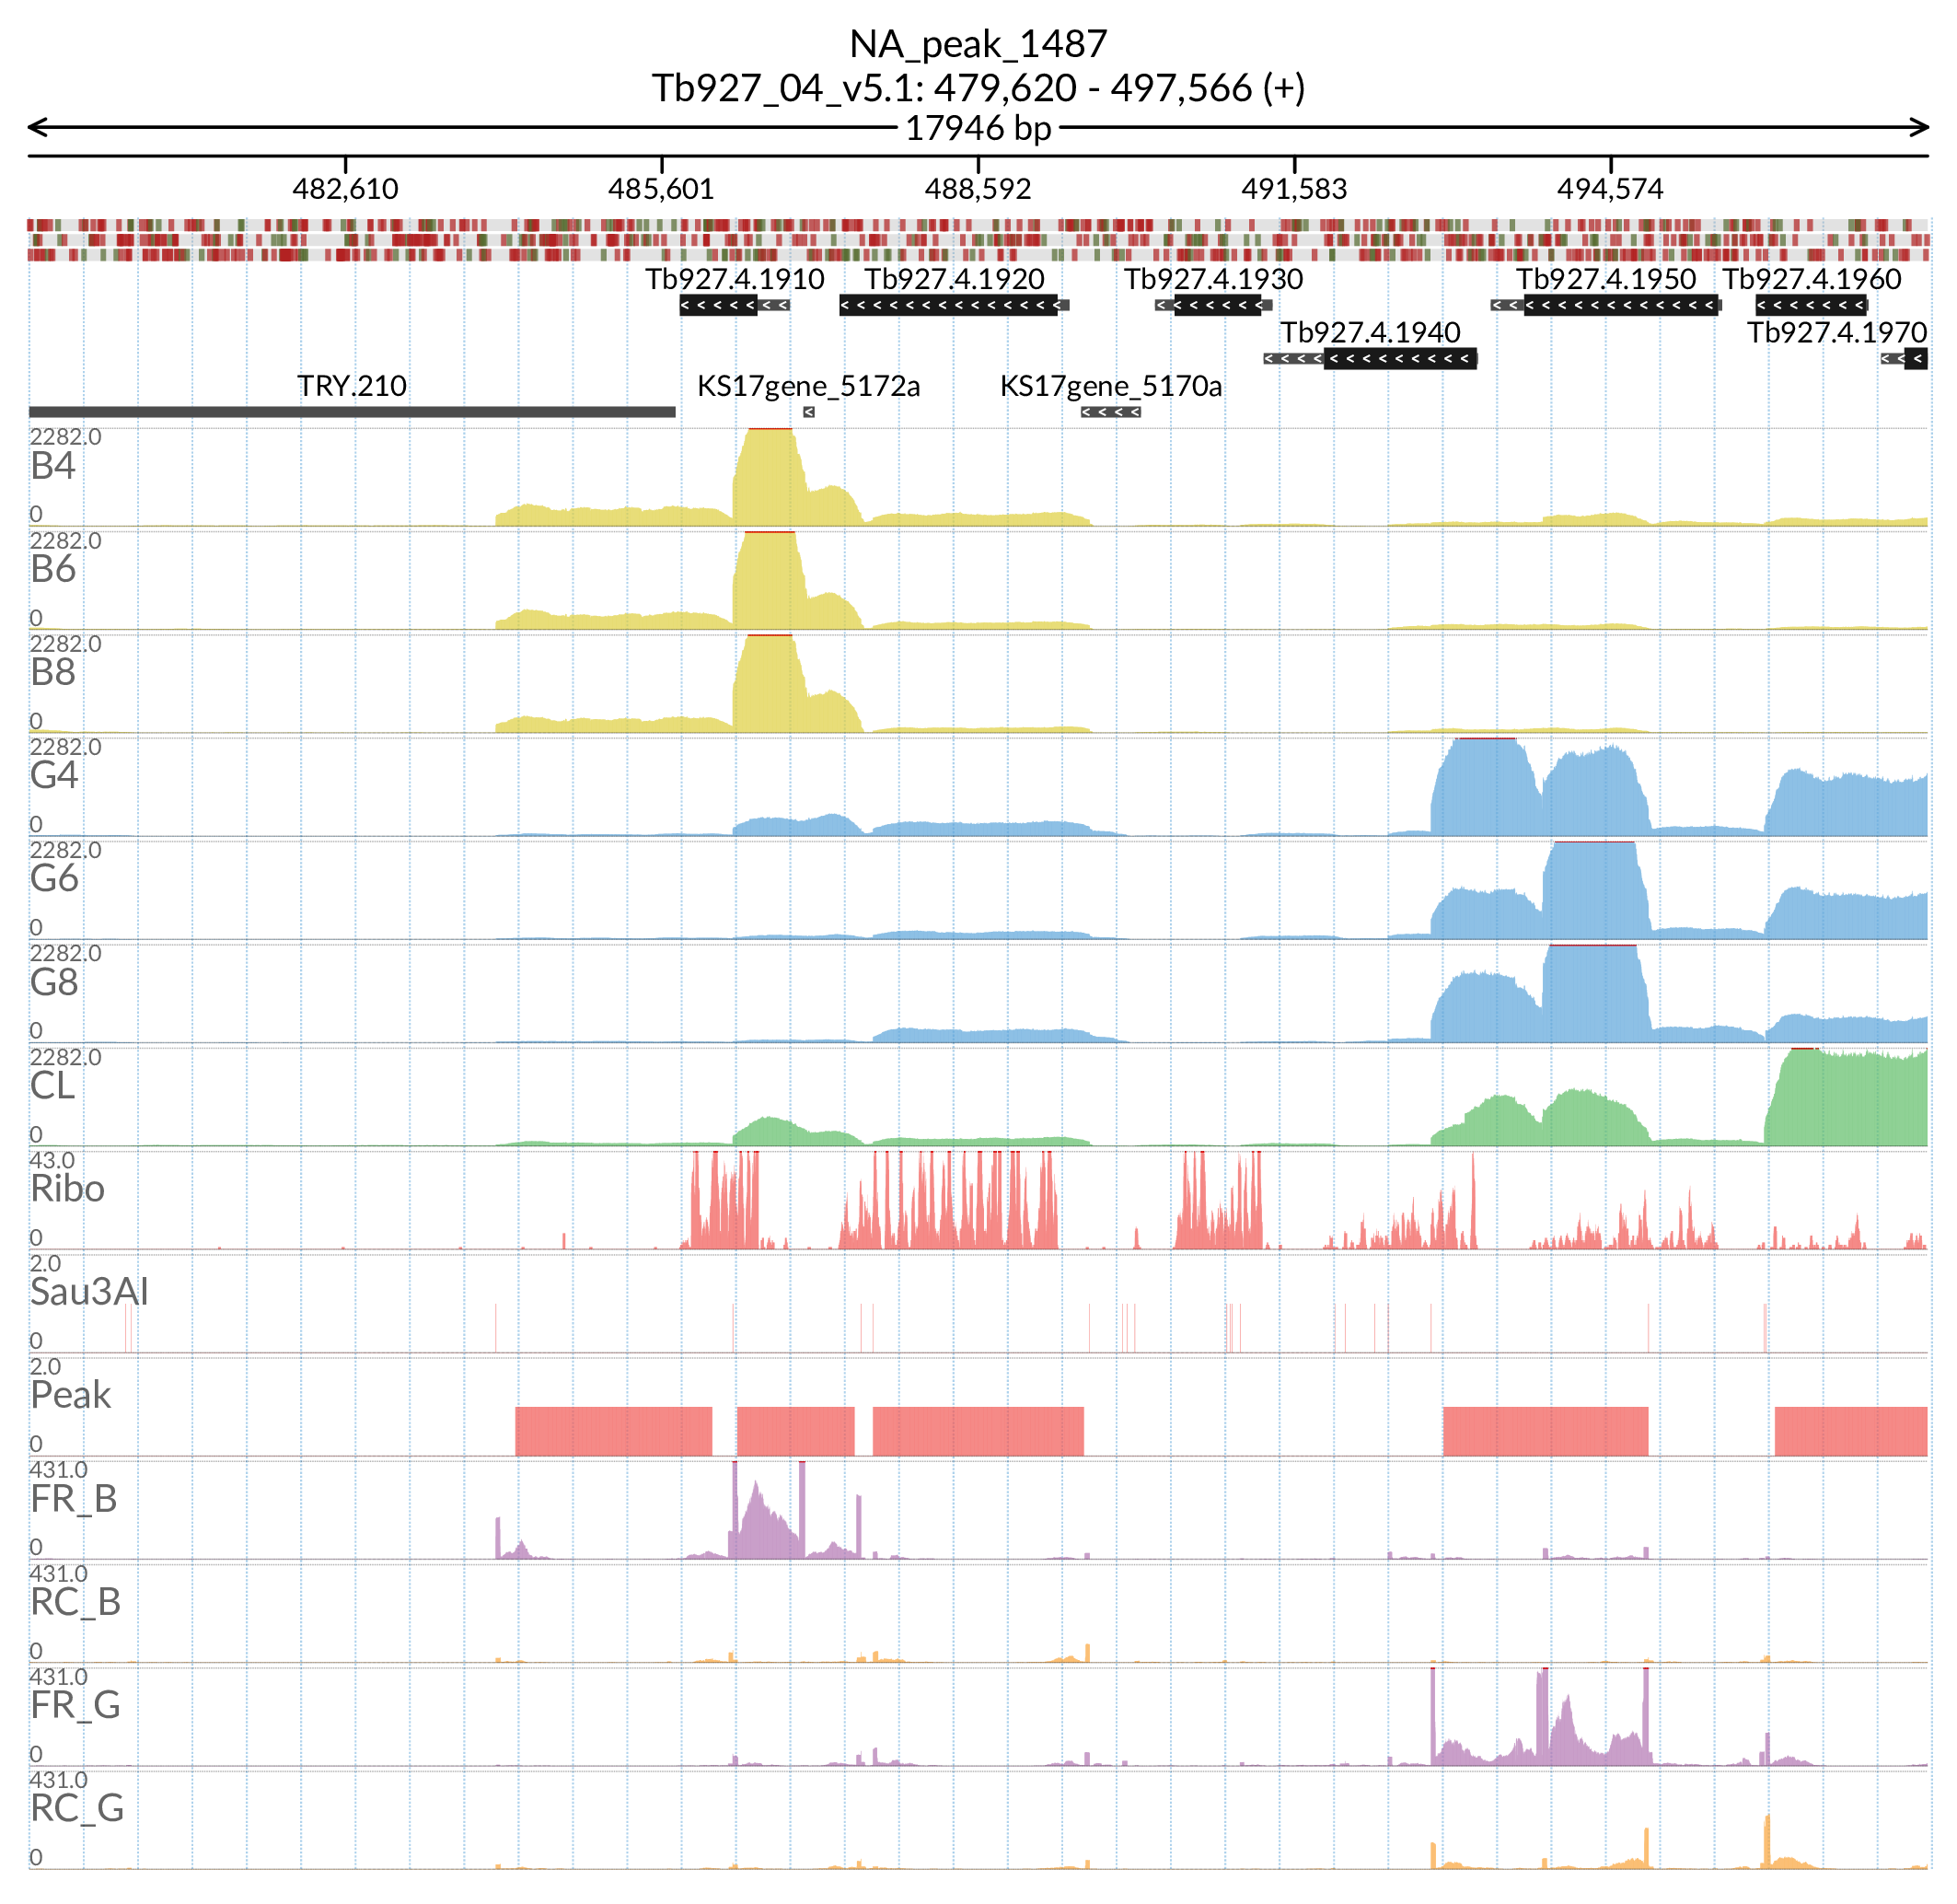 NA_peak_1487
Tb927_04_v5.1: 479,620 - 497,566 (+)
17946 bp
482,610 485,601 488,592 491,583 494,574
Tb927.4.1910 Tb927.4.1920 Tb927.4.1930 Tb927.4.1950 Tb927.4.1960
Tb927.4.1940 Tb927.4.1970
TRY.210 KS17gene_5172a KS17gene_5170a
2282.0
B4
0
2282.0
B6
0
2282.0
B8
0
2282.0
G4
0
2282.0
G6
0
2282.0
G8
0
2282.0
CL
0
43.0
Ribo
0
2.0
Sau3AI
0
2.0
Peak
0
431.0
FR_B
0
431.0
RC_B
0
431.0
FR_G
0
431.0
RC_G
0